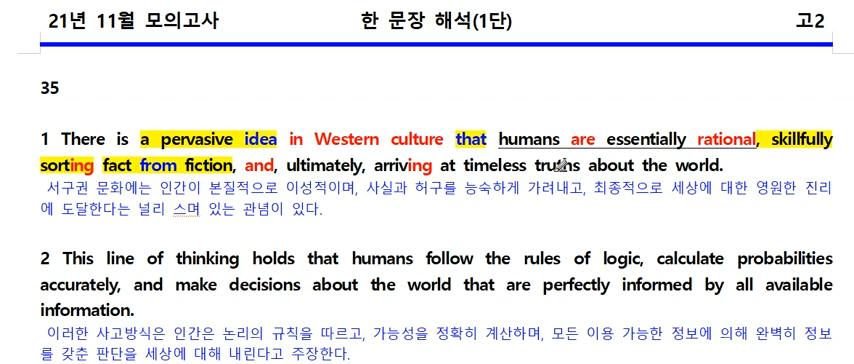 21년 11월 모의고사 한 문장 해석(1단) 고2
35
1 There is a pervasive idea in Western culture that humans are essentially rational, skillfully
sorting fact from fiction, and, ultimately, arriving at timeless truths about the world.
서구권 문화에는 인간이 본질적으로 이성적이며, 사실과 허구를 능숙하게 가려내고, 최종적으로 세상에 대한 영원한 진리
에 도달한다는 널리 스며 있는 관념이 있다.
2 This line of thinking holds that humans follow the rules of logic, calculate probabilities
accurately, and make decisions about the world that are perfectly informed by all available
information.
이러한 사고방식은 인간은 논리의 규칙을 따르고, 가능성을 정확히 계산하며, 모든 이용 가능한 정보에 의해 완벽히 정보
를 갖춘 판단을 세상에 대해 내린다고 주장한다.